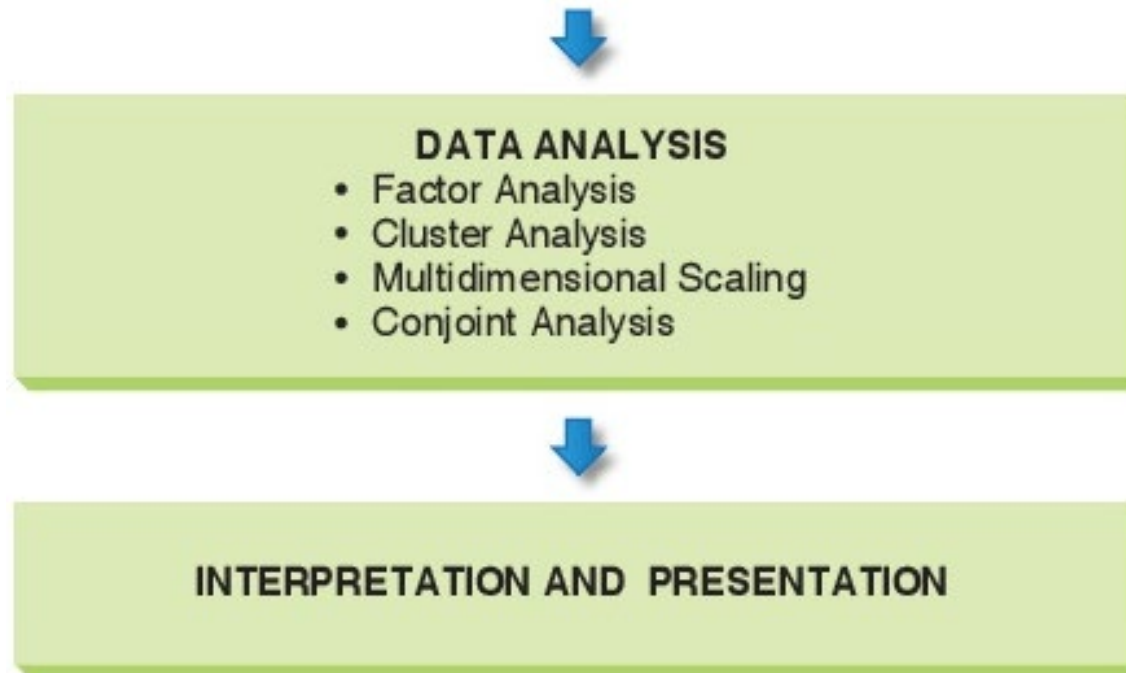 DATA ANALYSIS
• Factor Analysis
• Cluster Analysis
• Multidimensional Scaling
• Conjoint Analysis
INTERPRETATION AND PRESENTATION